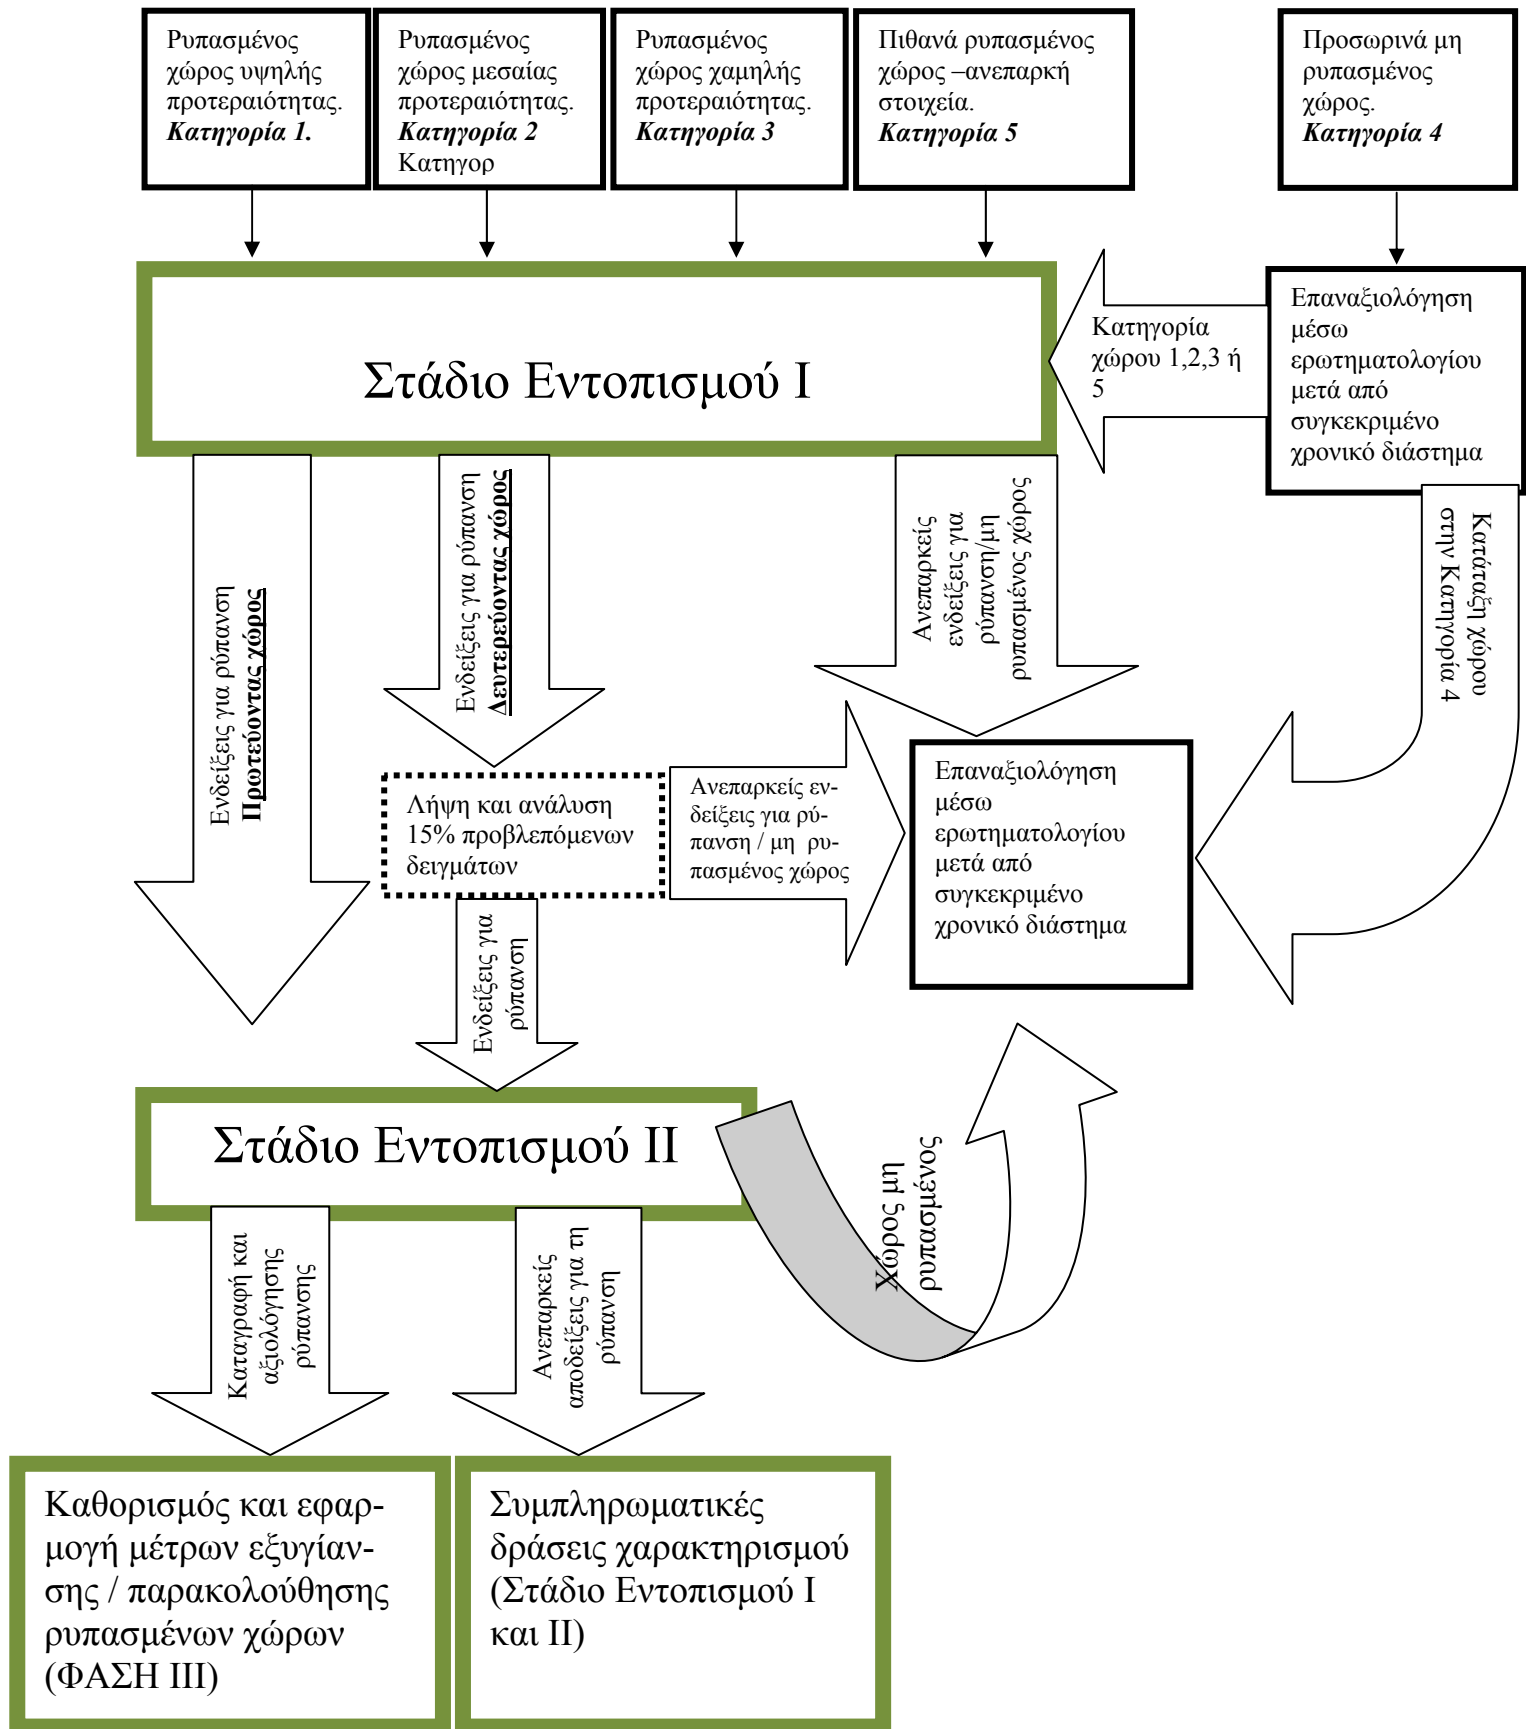 Ρυπασμένος
χώρος υψηλής
προτεραιότητας.
Κατηγορία 1.
Ρυπασμένος
χώρος μεσαίας
προτεραιότητας.
Κατηγορία 2
Κατηγορ
Ρυπασμένος
χώρος χαμηλής
προτεραιότητας.
Κατηγορία 3
Πιθανά ρυπασμένος
χώρος –ανεπαρκή
στοιχεία.
Κατηγορία 5
Προσωρινά μη
ρυπασμένος
χώρος.
Κατηγορία 4
Στάδιο Εντοπισμού Ι
Κατηγορία
χώρου 1,2,3 ή
5
Επαναξιολόγηση
μέσω
ερωτηματολογίου
μετά από
συγκεκριμένο
χρονικό διάστημα
Ενδείξεις για ρύπανση
Πρωτεύοντας χώρος
Ενδείξεις για ρύπανση
Δευτερεύοντας χώρος
Ανεπαρκείς
ενδείξεις για
ρύπανση/μη
ρυπασμένος χώρος
Κατάταξη χώρου
στην Κατηγορία 4
Λήψη και ανάλυση
15% προβλεπόμενων
δειγμάτων
Ανεπαρκείς εν-
δείξεις για ρύ-
πανση / μη ρυ-
πασμένος χώρος
Επαναξιολόγηση
μέσω
ερωτηματολογίου
μετά από
συγκεκριμένο
χρονικό διάστημα
Ενδείξεις για
ρύπανση
Στάδιο Εντοπισμού ΙΙ
Χώρος μη
ρυπασμένος
Καταγραφή και
αξιολόγησης
ρύπανσης
Ανεπαρκείς
αποδείξεις για τη
ρύπανση
Καθορισμός και εφαρ-
μογή μέτρων εξυγίαν-
σης / παρακολούθησης
ρυπασμένων χώρων
(ΦΑΣΗ ΙΙΙ)
Συμπληρωματικές
δράσεις χαρακτηρισμού
(Στάδιο Εντοπισμού Ι
και ΙΙ)